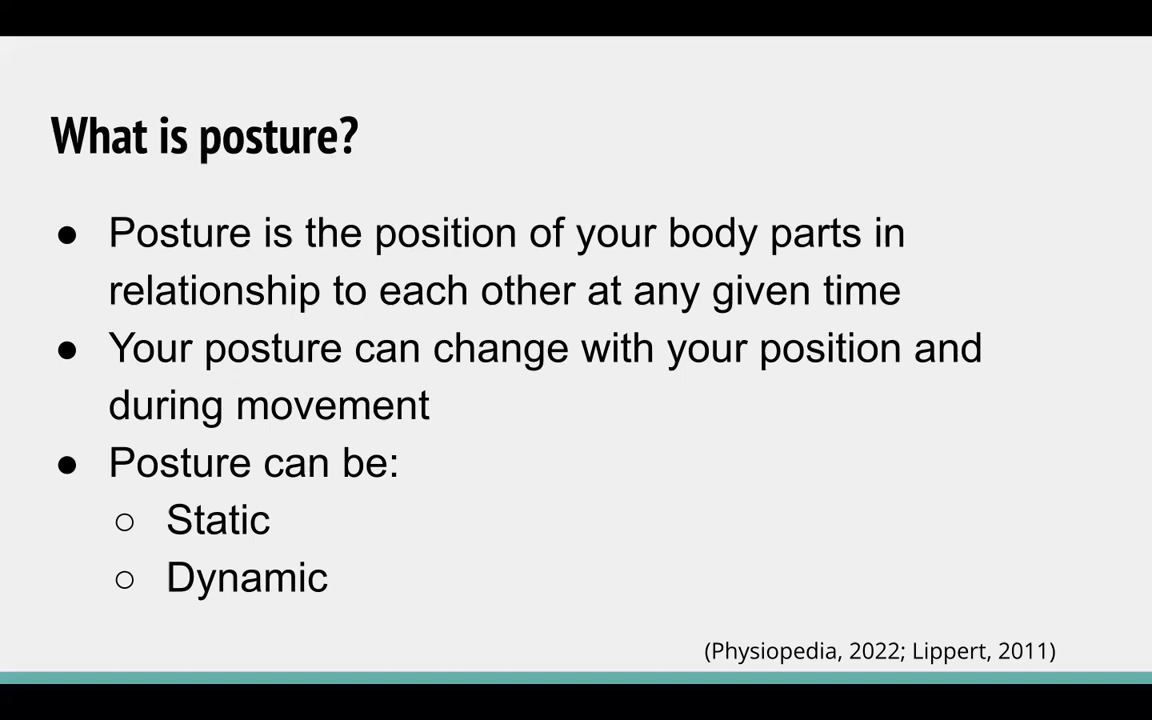 What is posture?
● Posture is the position of your body parts in
relationship to each other at any given time
● Your posture can change with your position and
during movement
● Posture can be:
○ Static
○ Dynamic
(Physiopedia, 2022; Lippert, 2011)